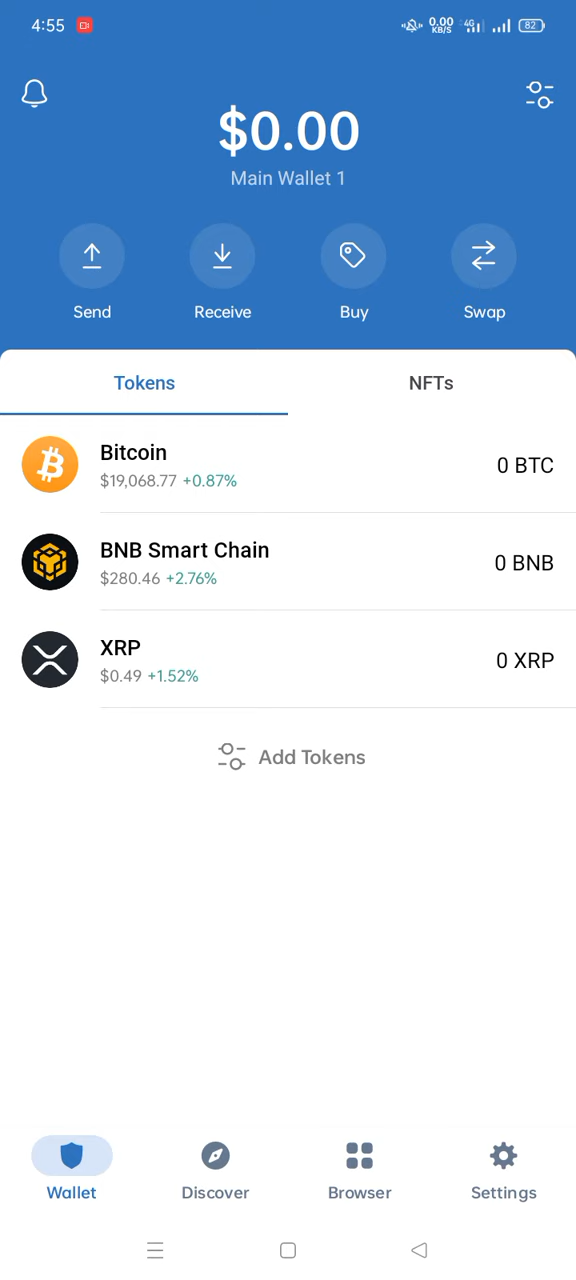 4:55 0.00 KB/S 4G 82
$0.00
Main Wallet 1
Send Receive Buy Swap
Tokens NFTs
Bitcoin
$19,068.77 +0.87%
0 BTC
BNB Smart Chain
$280.46 +2.76%
0 BNB
XRP
$0.49 +1.52%
0 XRP
Add Tokens
Wallet Discover Browser Settings